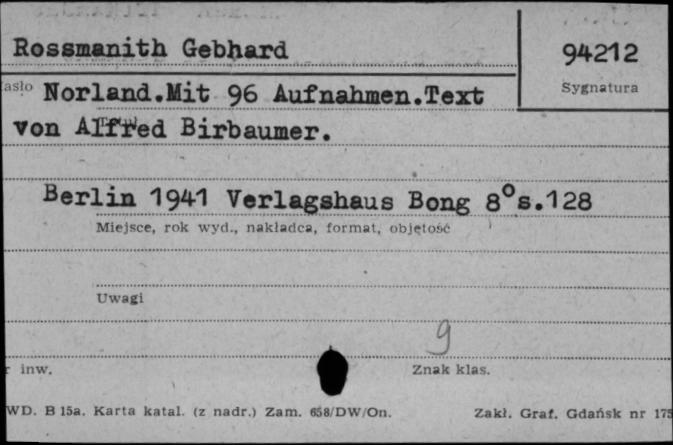 Rossmanith Gebhard
94212
asło Norland.Mit 96 Aufnahmen.Text
Sygnatura
von Alfred Birbaumer.
Berlin 1941 Verlagshaus Bong 8° s.128
Miejsce, rok wyd., nakładca, format, objętość
Uwagi
9
r inw.
Znak klas.
WD. B 15a. Karta katal. (z nadr.) Zam. 658/DW/On.
Zakł. Graf. Gdańsk nr 175